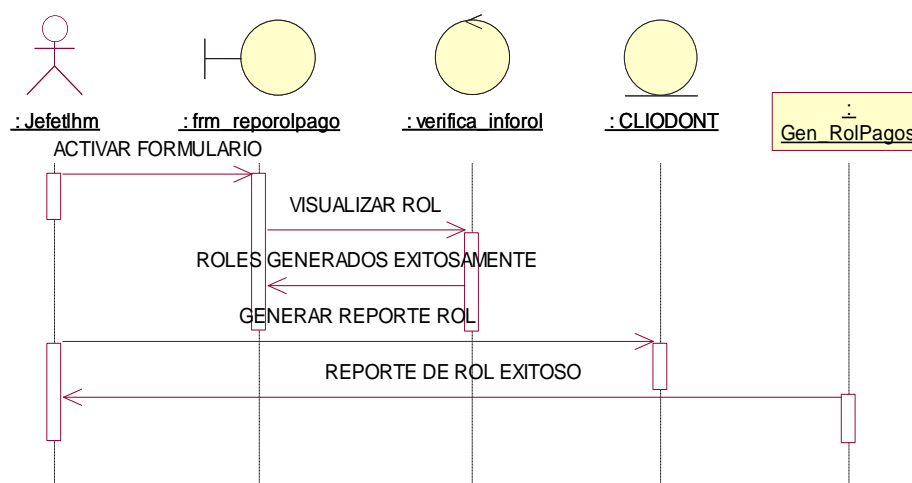 : Jefetlhm
: frm_reporolpago
: verifica_inforol
: CLIODONT
:
Gen_RolPagos
ACTIVAR FORMULARIO
VISUALIZAR ROL
ROLES GENERADOS EXITOSAMENTE
GENERAR REPORTE ROL
REPORTE DE ROL EXITOSO